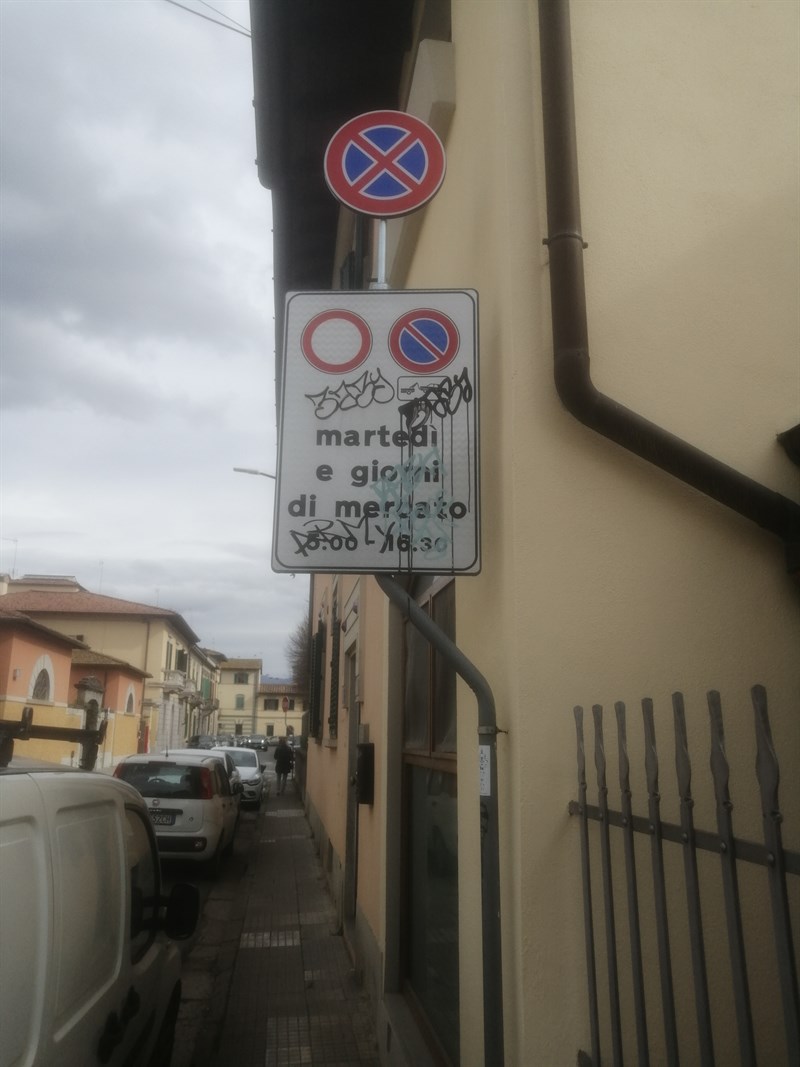 martedì
e giorni
di mercato
16.30